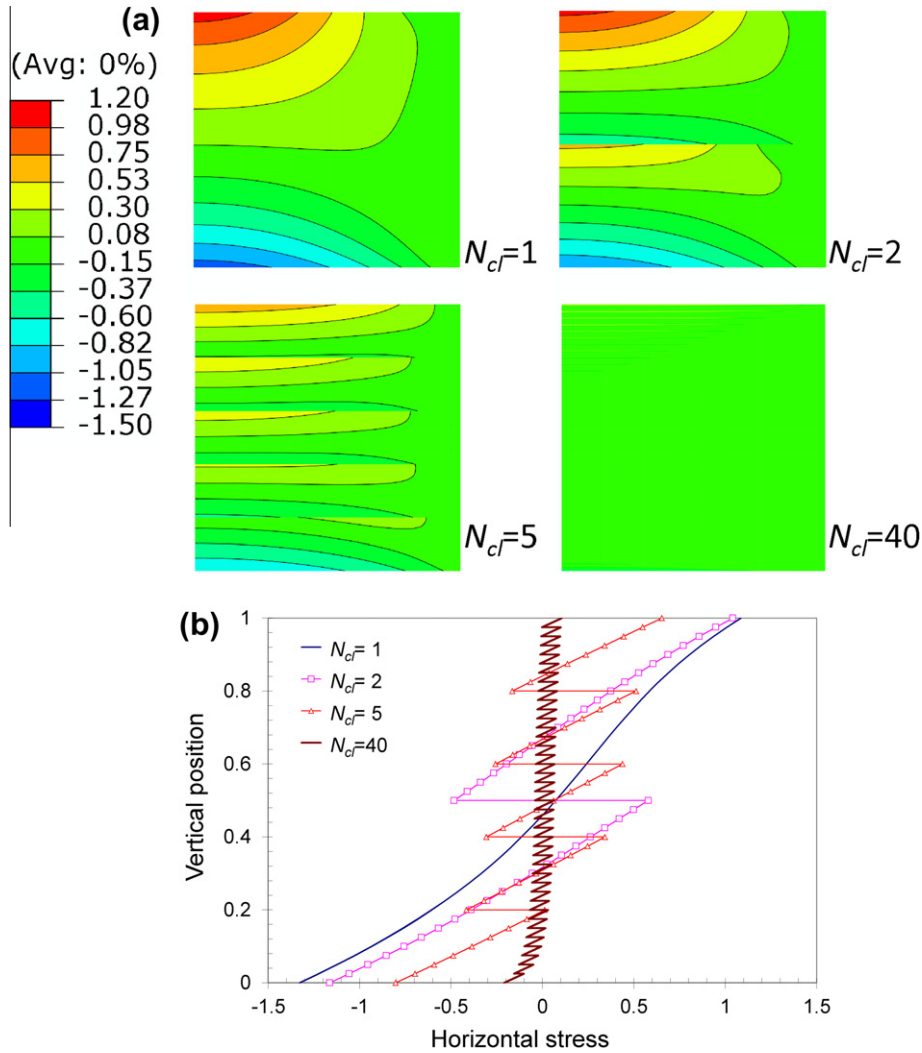 (a)
(Avg: 0%)
1.20
0.98
0.75
0.53
0.30
0.08
-0.15
-0.37
-0.60
-0.82
-1.05
-1.27
-1.50
Ncl=1
Ncl=2
Ncl=5
Ncl=40
(b)
Ncl= 1
Ncl= 2
Ncl= 5
Ncl=40
Vertical position
1
0.8
0.6
0.4
0.2
0
-1.5 -1 -0.5 0 0.5 1 1.5
Horizontal stress